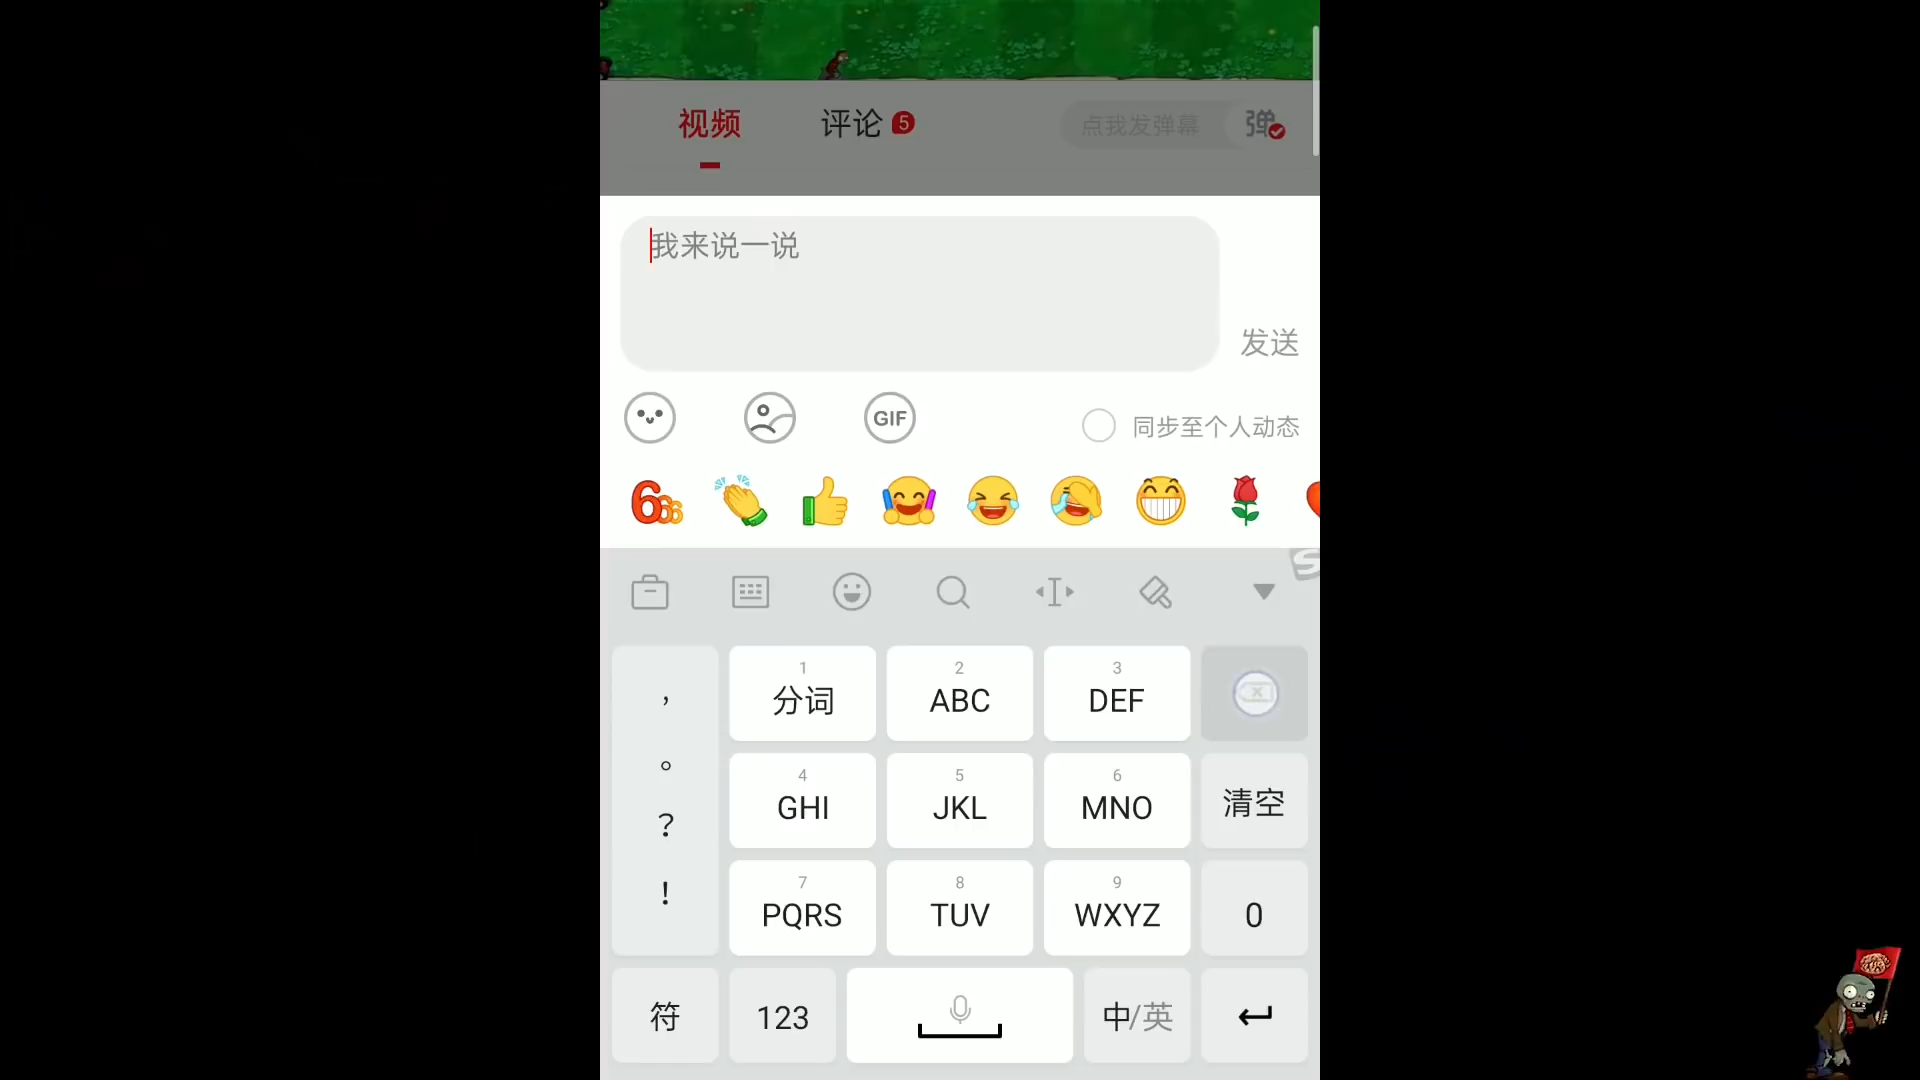 视频 评论 5 点我发弹幕 弹
我来说一说
发送
GIF 同步至个人动态
666
S
， 1 分词 2 ABC 3 DEF
。 4 GHI 5 JKL 6 MNO 清空
？
！ 7 PQRS 8 TUV 9 WXYZ 0
符 123 中/英